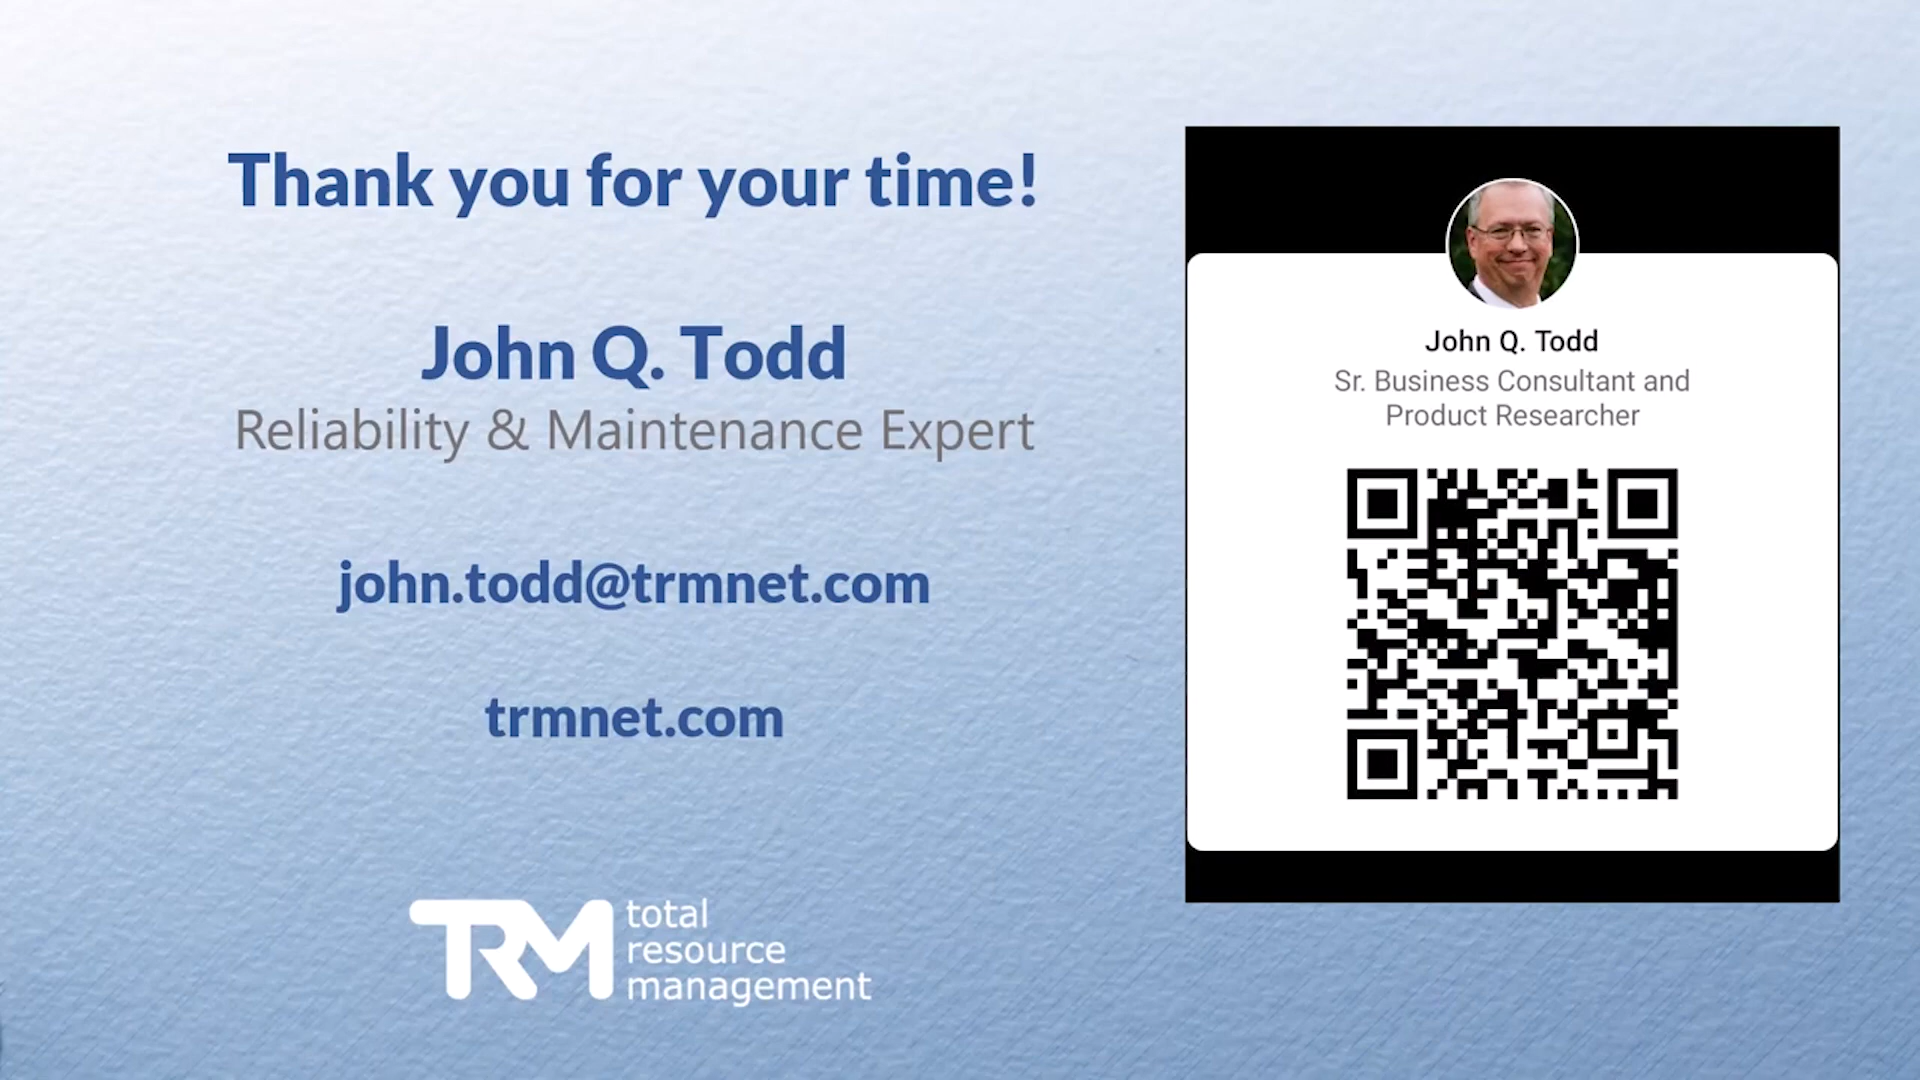 Thank you for your time!
John Q. Todd
Reliability & Maintenance Expert
john.todd@trmnet.com
trmnet.com
TRM total
resource
management
John Q. Todd
Sr. Business Consultant and
Product Researcher